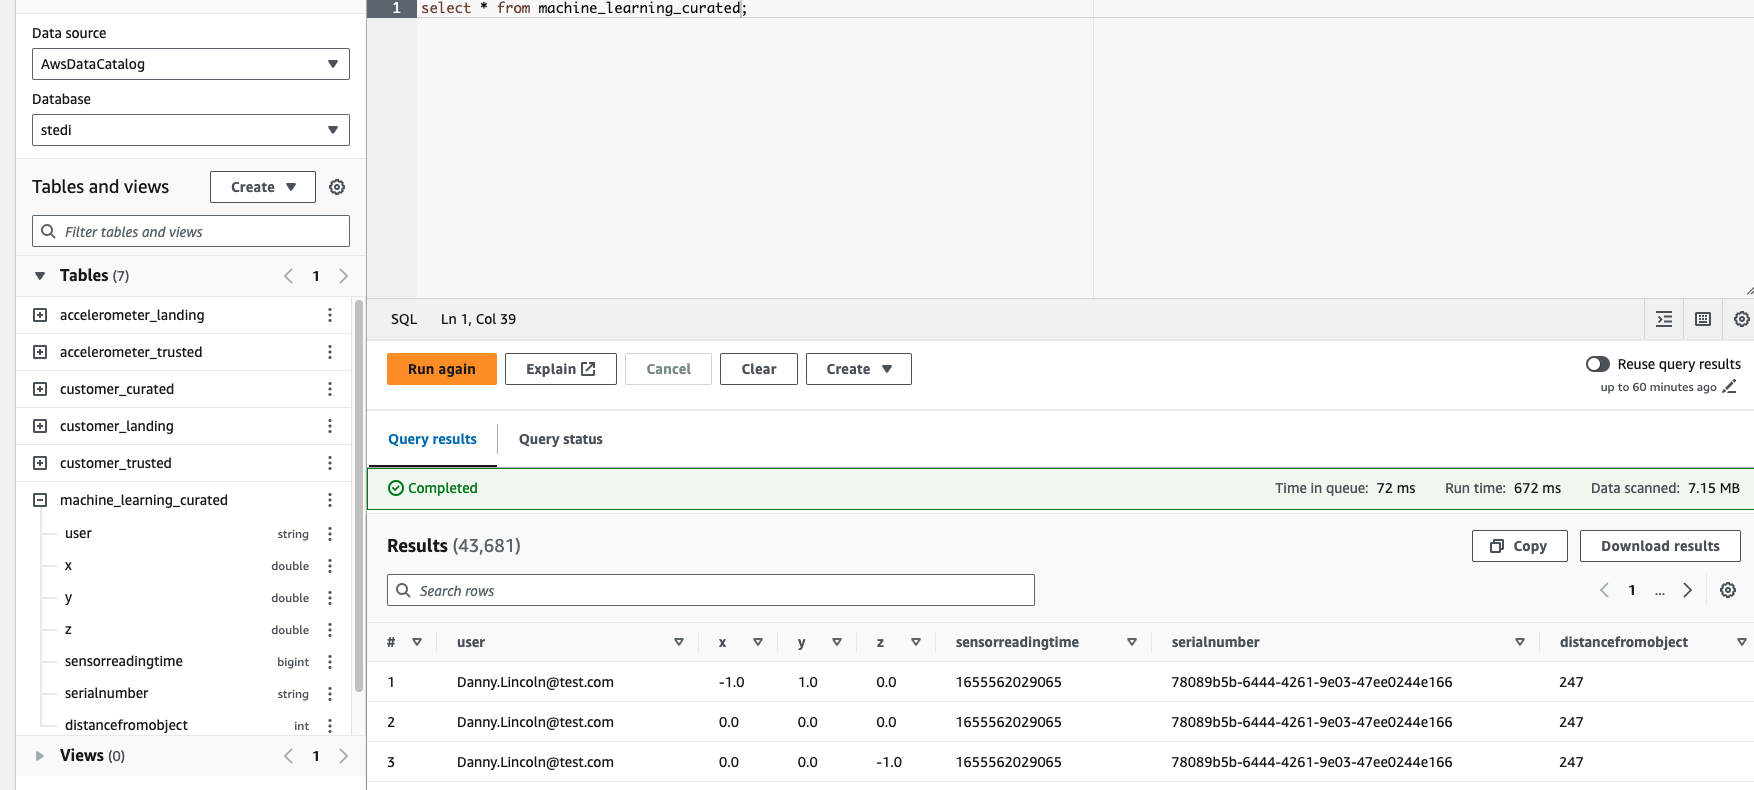 Data source
AwsDataCatalog
Database
stedi
Tables and views
Create
Filter tables and views
Tables (7)
1
accelerometer_landing
accelerometer_trusted
customer_curated
customer_landing
customer_trusted
machine_learning_curated
user string
x double
y double
z double
sensorreadingtime bigint
serialnumber string
distancefromobject int
Views (0)
1
1 select * from machine_learning_curated;
SQL Ln 1, Col 39
Run again Explain Cancel Clear Create
Reuse query results
up to 60 minutes ago
Query results Query status
Completed Time in queue: 72 ms Run time: 672 ms Data scanned: 7.15 MB
Results (43,681)
Copy Download results
Search rows
1 ...
# user x y z sensorreadingtime serialnumber distancefromobject
1 Danny.Lincoln@test.com -1.0 1.0 0.0 1655562029065 78089b5b-6444-4261-9e03-47ee0244e166 247
2 Danny.Lincoln@test.com 0.0 0.0 0.0 1655562029065 78089b5b-6444-4261-9e03-47ee0244e166 247
3 Danny.Lincoln@test.com 0.0 0.0 -1.0 1655562029065 78089b5b-6444-4261-9e03-47ee0244e166 247